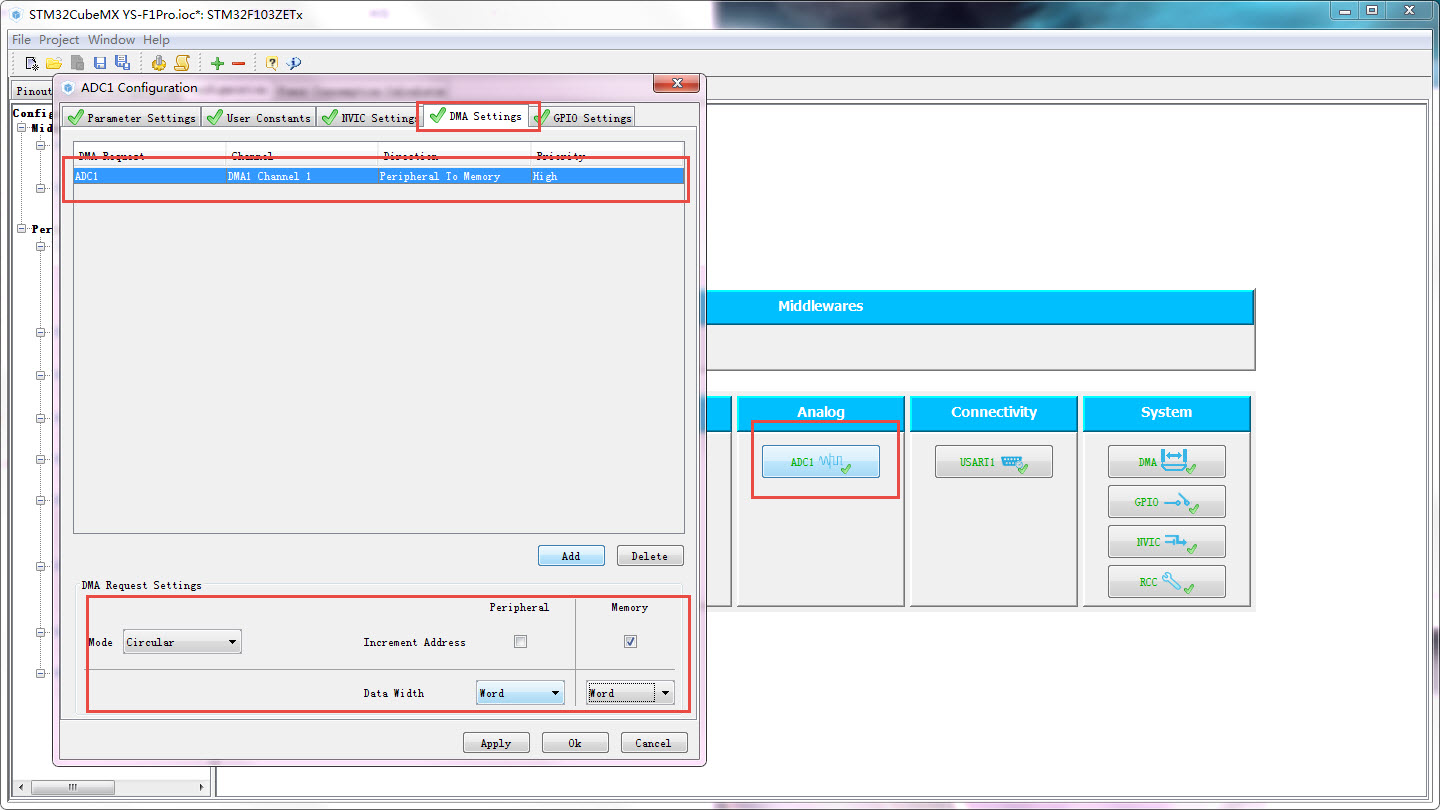 STM32CubeMX YS-F1Pro.ioc*: STM32F103ZETx
File Project Window Help
Pinout
ADC1 Configuration
Config
Mid
Per
Parameter Settings User Constants NVIC Settings DMA Settings GPIO Settings
DMA Request Channel Direction Priority
ADC1 DMA1 Channel 1 Peripheral To Memory High
Add Delete
DMA Request Settings
Peripheral Memory
Mode Circular Increment Address
Data Width Word Word
Apply Ok Cancel
Middlewares
Analog Connectivity System
ADC1 USART1 DMA
GPIO
NVIC
RCC